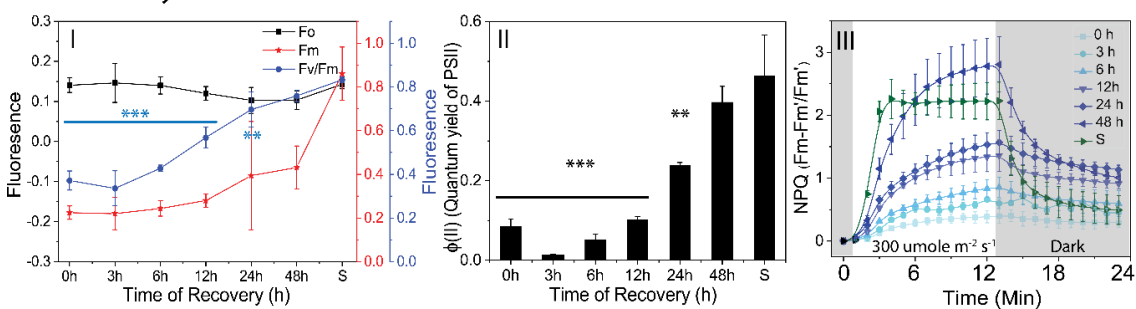 I
Fo
Fm
Fv/Fm
***
**
0.3
0.2
0.1
0.0
-0.1
-0.2
-0.3
Fluoresence
1.0
0.8
0.6
0.4
0.2
0.0
1.0
0.8
0.6
0.4
0.2
0.0
Fluoresence
0h 3h 6h 12h 24h 48h S
Time of Recovery (h)
II
***
**
0.6
0.4
0.2
0.0
ϕ(II) (Quantum yield of PSII)
0h 3h 6h 12h 24h 48h S
Time of Recovery (h)
III
0 h
3 h
6 h
12h
24 h
48 h
S
3
2
1
0
NPQ (Fm-Fm'/Fm')
300 umole m⁻² s⁻¹ Dark
0 6 12 18 24
Time (Min)